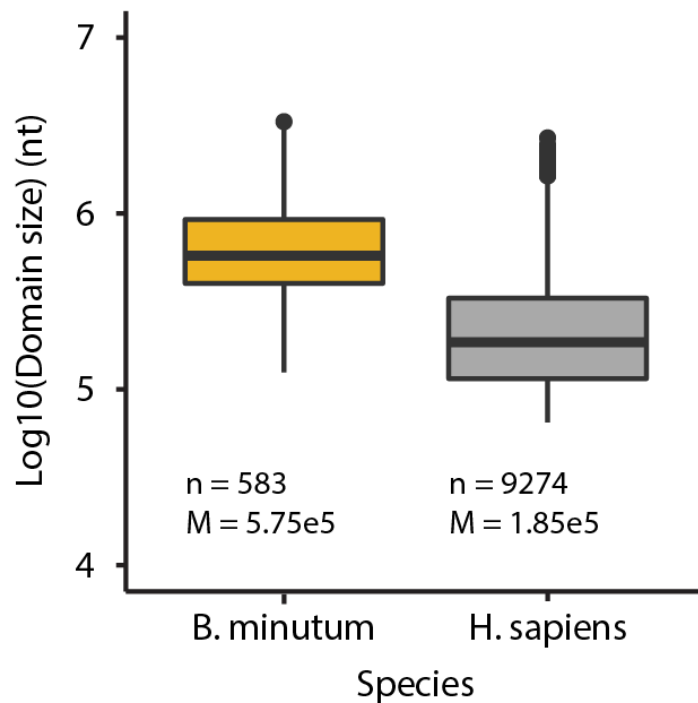 Log10(Domain size) (nt)
7
6
5
4
n = 583
M = 5.75e5
n = 9274
M = 1.85e5
B. minutum
H. sapiens
Species